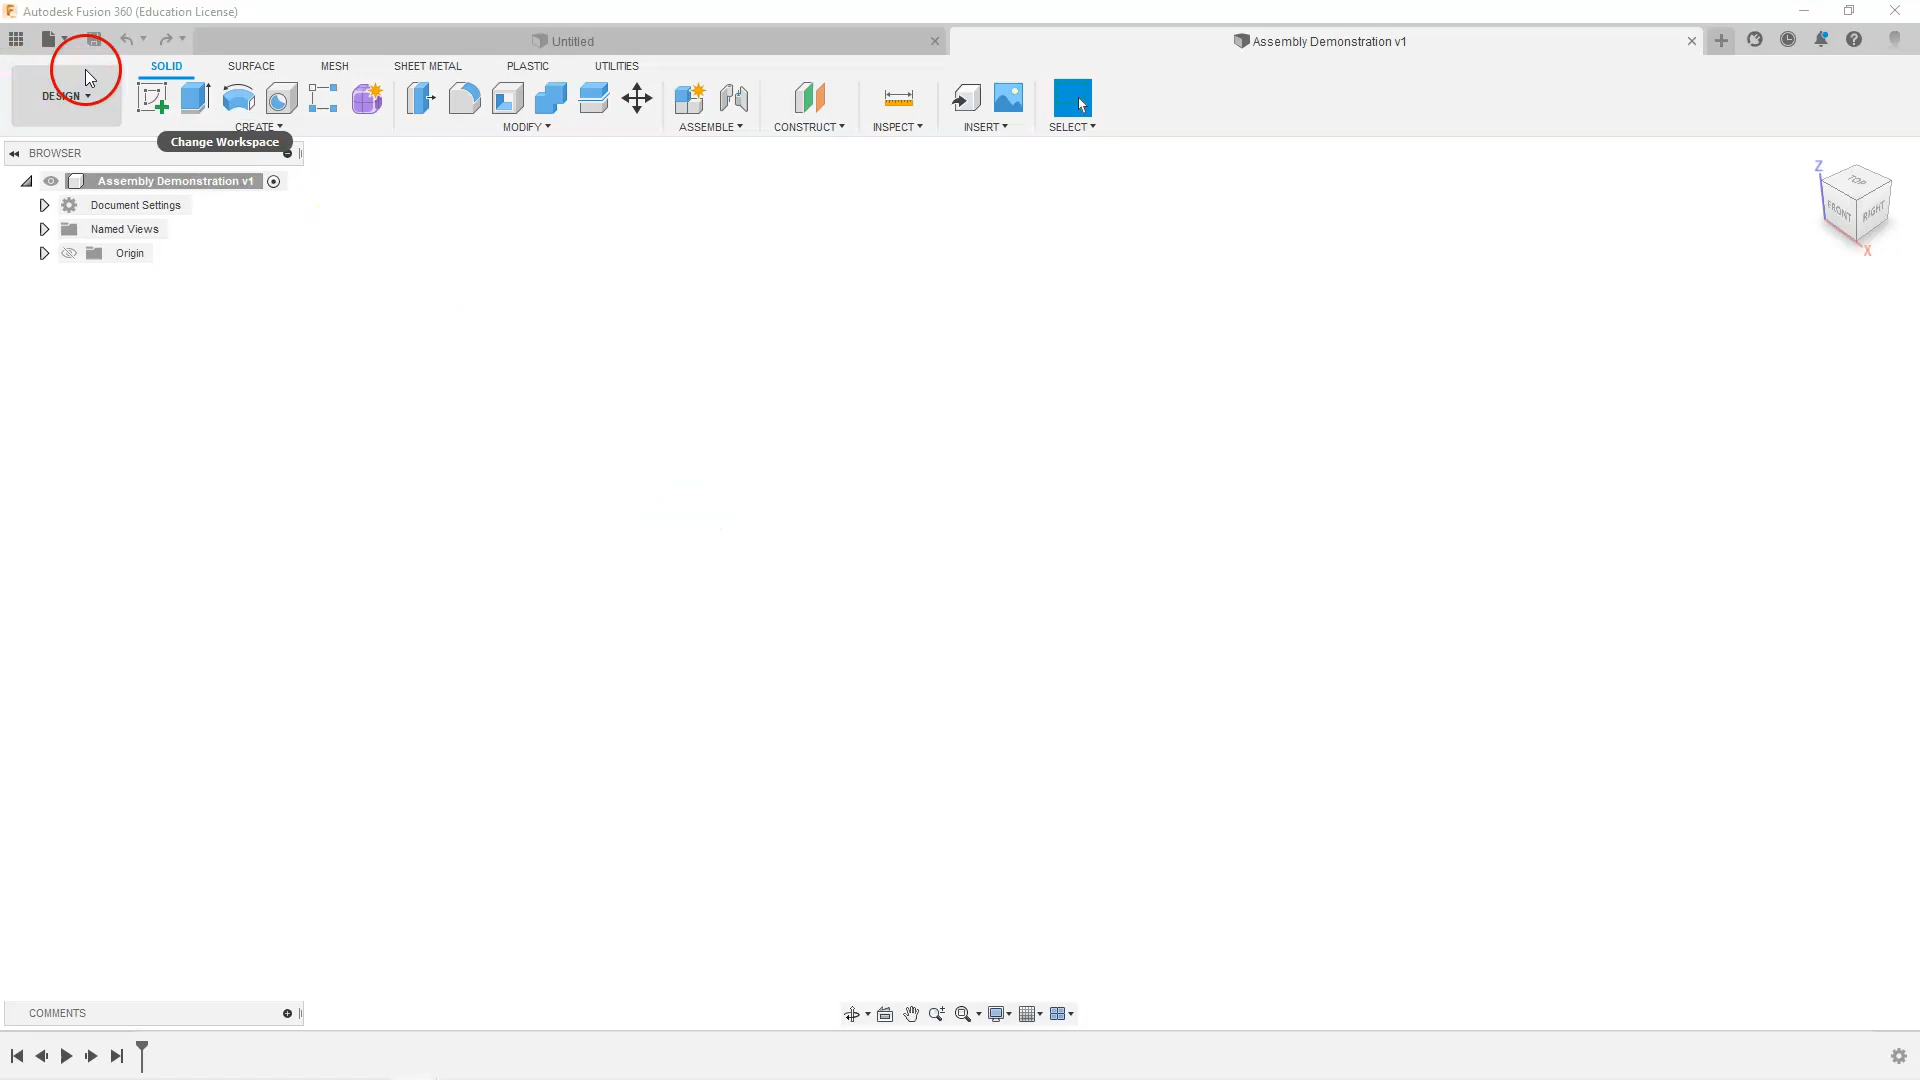 Autodesk Fusion 360 (Education License)
Untitled
Assembly Demonstration v1
SOLID
SURFACE
MESH
SHEET METAL
PLASTIC
UTILITIES
DESIGN
CREATE
MODIFY
ASSEMBLE
CONSTRUCT
INSPECT
INSERT
SELECT
Change Workspace
BROWSER
Assembly Demonstration v1
Document Settings
Named Views
Origin
Z
TOP
FRONT
RIGHT
X
COMMENTS